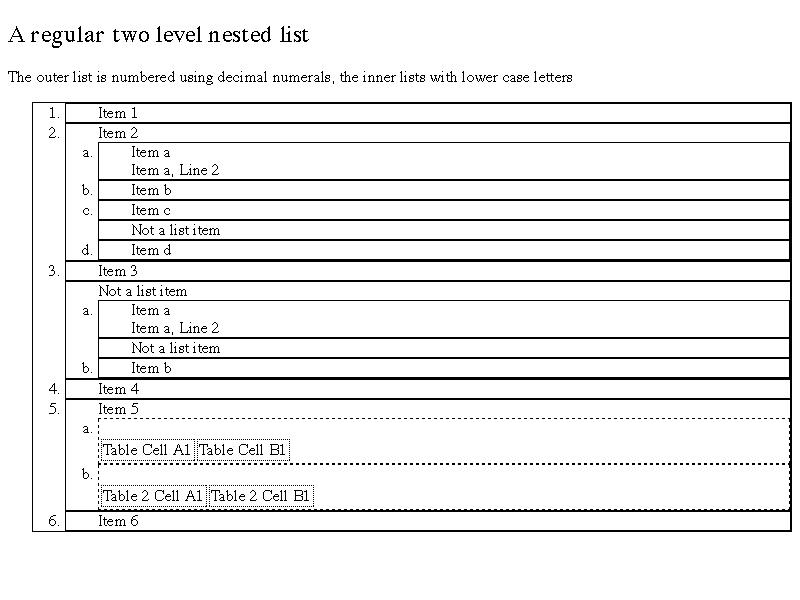 A regular two level nested list
The outer list is numbered using decimal numerals, the inner lists with lower case letters
1. Item 1
2. Item 2
a. Item a
Item a, Line 2
b. Item b
c. Item c
Not a list item
d. Item d
3. Item 3
Not a list item
a. Item a
Item a, Line 2
Not a list item
b. Item b
4. Item 4
5. Item 5
a.
Table Cell A1 Table Cell B1
b.
Table 2 Cell A1 Table 2 Cell B1
6. Item 6